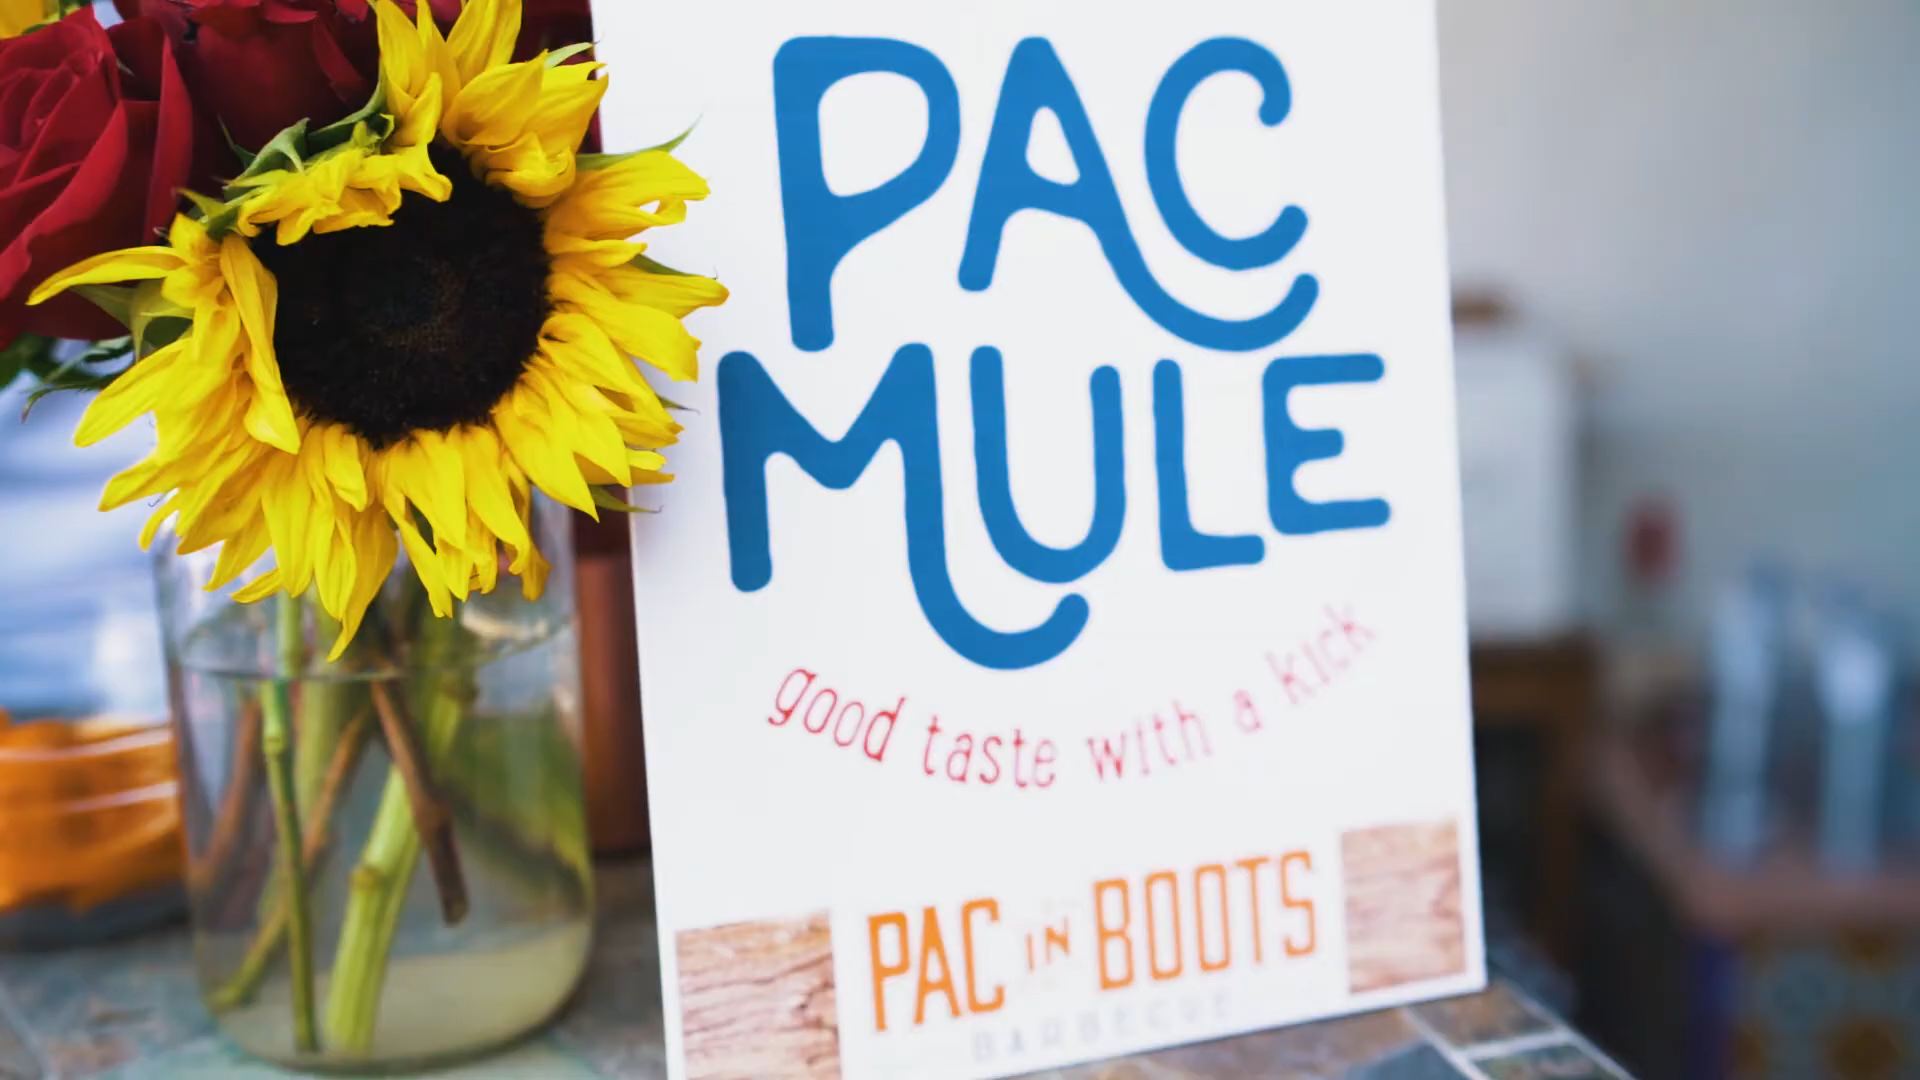 PAC
MULE
good taste with a kick
PAC IN BOOTS
BARBECUE